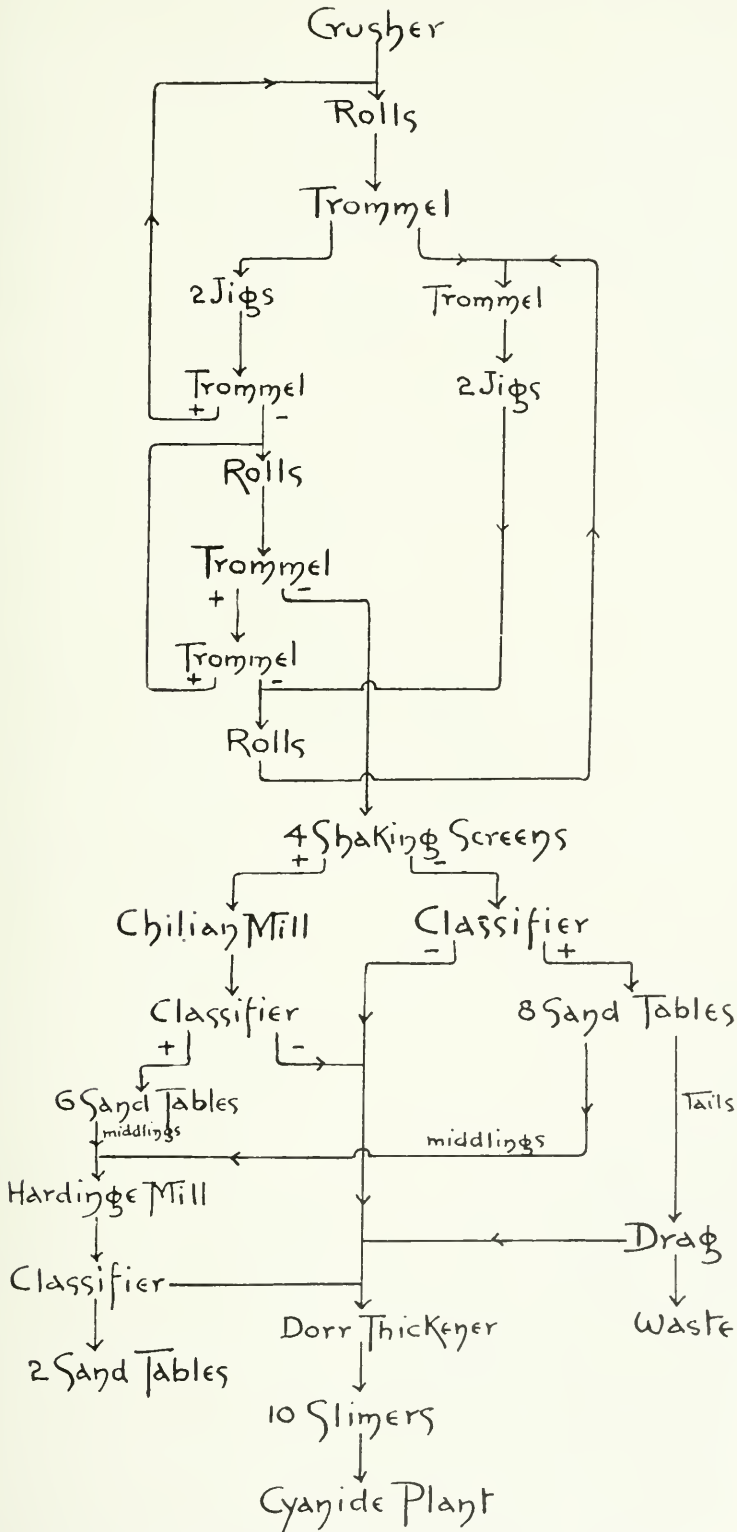 Crusher
Rolls
Trommel
2 Jigs
Trommel
Trommel
+ -
2 Jigs
Rolls
Trommel
+ -
Trommel
+ -
Rolls
4 Shaking Screens
+ -
Chilian Mill
Classifier
- +
Classifier
+ -
8 Sand Tables
6 Sand Tables
Tails
middlings
middlings
Hardinge Mill
Drag
Classifier
Dorr Thickener
Waste
2 Sand Tables
10 Slimers
Cyanide Plant